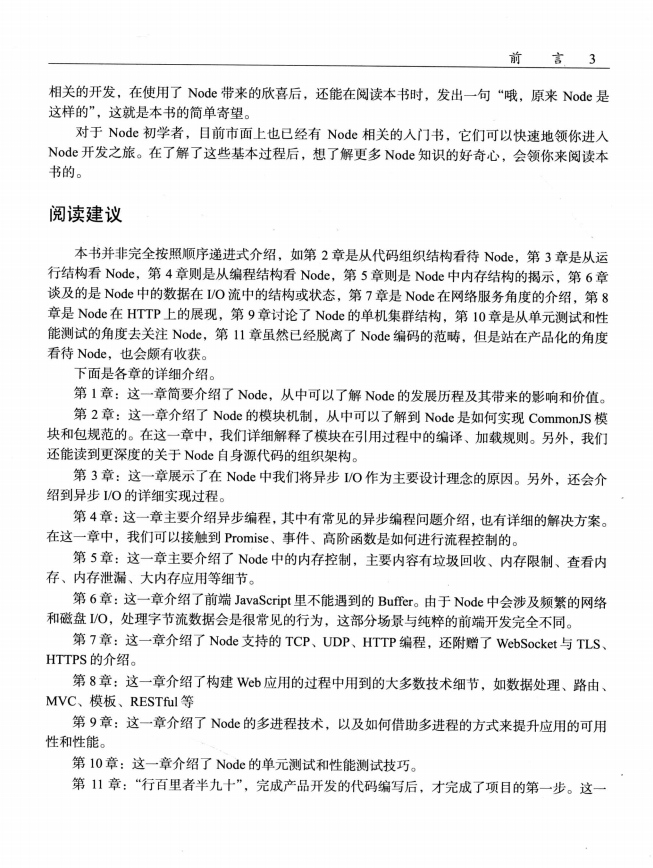 前 言 3
相关的开发，在使用了 Node 带来的欣喜后，还能在阅读本书时，发出一句“哦，原来 Node 是
这样的”，这就是本书的简单寄望。
对于 Node 初学者，目前市面上也已经有 Node 相关的入门书，它们可以快速地领你进入
Node 开发之旅。在了解了这些基本过程后，想了解更多 Node 知识的好奇心，会领你来阅读本
书的。
阅读建议
本书并非完全按照顺序递进式介绍，如第 2 章是从代码组织结构看待 Node，第 3 章是从运
行结构看 Node，第 4 章则是从编程结构看 Node，第 5 章则是 Node 中内存结构的揭示，第 6 章
谈及的是 Node 中的数据在 I/O 流中的结构或状态，第 7 章是 Node 在网络服务角度的介绍，第 8
章是 Node 在 HTTP 上的展现，第 9 章讨论了 Node 的单机集群结构，第 10 章是从单元测试和性
能测试的角度去关注 Node，第 11 章虽然已经脱离了 Node 编码的范畴，但是站在产品化的角度
看待 Node，也会颇有收获。
下面是各章的详细介绍。
第 1 章：这一章简要介绍了 Node，从中可以了解 Node 的发展历程及其带来的影响和价值。
第 2 章：这一章介绍了 Node 的模块机制，从中可以了解到 Node 是如何实现 CommonJS 模
块和包规范的。在这一章中，我们详细解释了模块在引用过程中的编译、加载规则。另外，我们
还能读到更深度的关于 Node 自身源代码的组织架构。
第 3 章：这一章展示了在 Node 中我们将异步 I/O 作为主要设计理念的原因。另外，还会介
绍到异步 I/O 的详细实现过程。
第 4 章：这一章主要介绍异步编程，其中有常见的异步编程问题介绍，也有详细的解决方案。
在这一章中，我们可以接触到 Promise、事件、高阶函数是如何进行流程控制的。
第 5 章：这一章主要介绍了 Node 中的内存控制，主要内容有垃圾回收、内存限制、查看内
存、内存泄漏、大内存应用等细节。
第 6 章：这一章介绍了前端 JavaScript 里不能遇到的 Buffer。由于 Node 中会涉及频繁的网络
和磁盘 I/O，处理字节流数据会是很常见的行为，这部分场景与纯粹的前端开发完全不同。
第 7 章：这一章介绍了 Node 支持的 TCP、UDP、HTTP 编程，还附赠了 WebSocket 与 TLS、
HTTPS 的介绍。
第 8 章：这一章介绍了构建 Web 应用的过程中用到的大多数技术细节，如数据处理、路由、
MVC、模板、RESTful 等
第 9 章：这一章介绍了 Node 的多进程技术，以及如何借助多进程的方式来提升应用的可用
性和性能。
第 10 章：这一章介绍了 Node 的单元测试和性能测试技巧。
第 11 章：“行百里者半九十”，完成产品开发的代码编写后，才完成了项目的第一步。这一